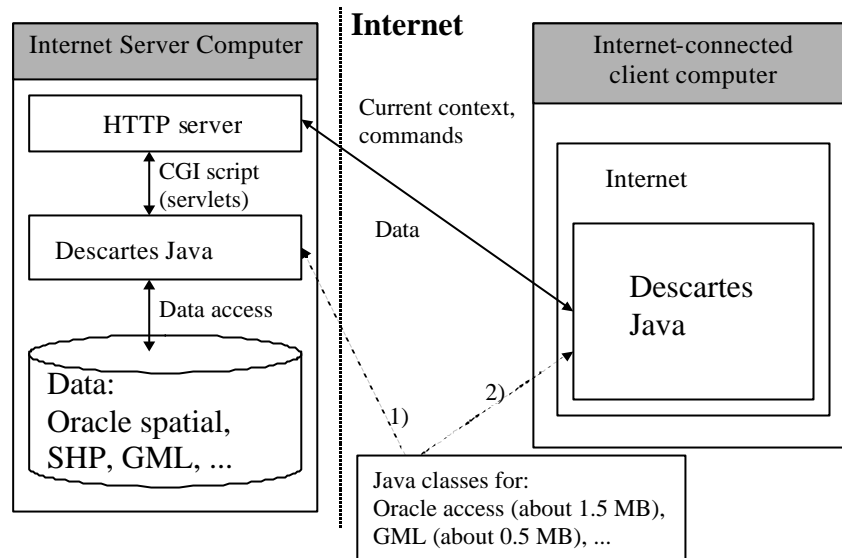 Internet Server Computer
HTTP server
CGI script
(servlets)
Descartes Java
Data access
Data:
Oracle spatial,
SHP, GML, ...
Internet
Current context,
commands
Data
1)
2)
Java classes for:
Oracle access (about 1.5 MB),
GML (about 0.5 MB), ...
Internet-connected
client computer
Internet
Descartes
Java